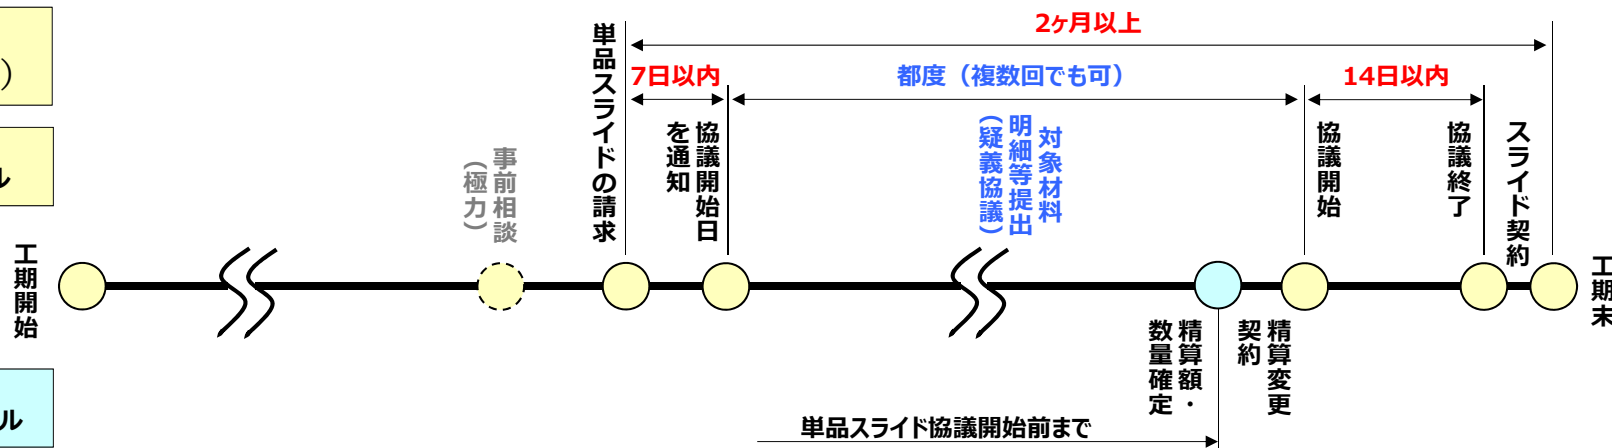 )
ル
ル
2ヶ月以上
7日以内
都度（複数回でも可）
14日以内
単品スライドの請求
協議開始日
を通知
対象材料
明細等提出
（疑義協議）
協議開始
協議終了
スライド契約
事前相談
（極力）
工期開始
工期末
精算額・
数量確定
精算変更
契約
単品スライド協議開始前まで